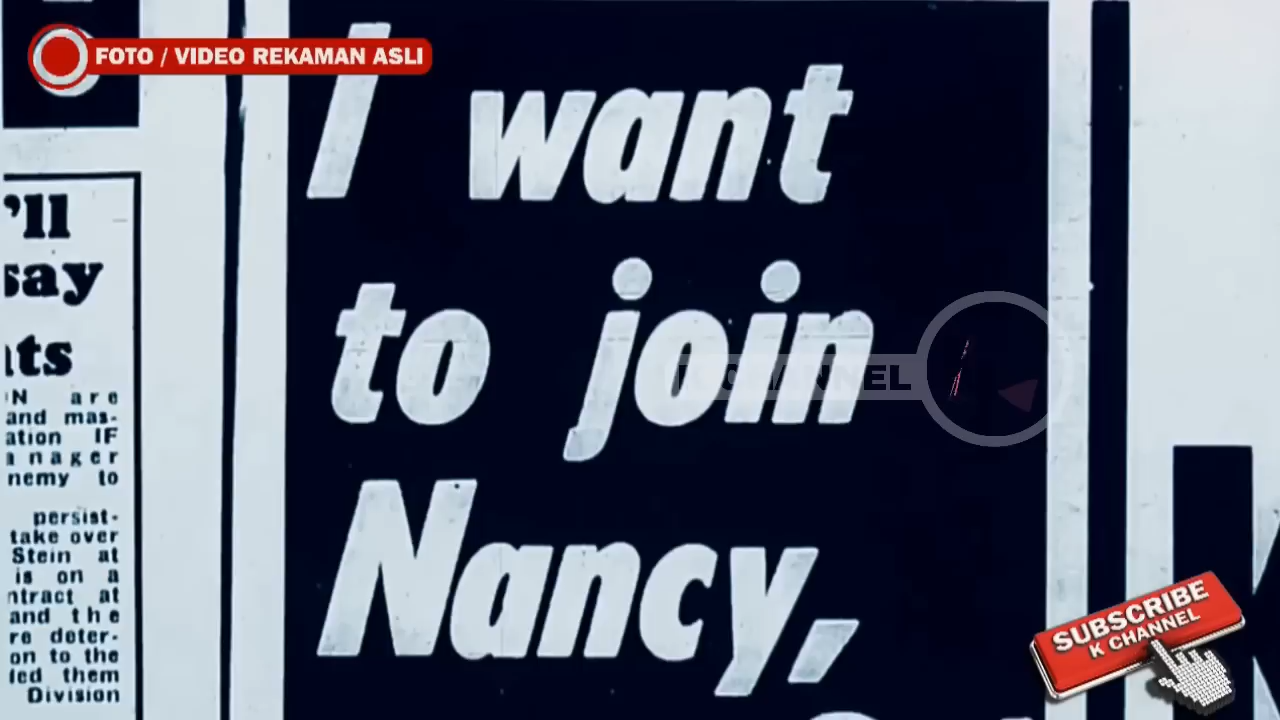 FOTO / VIDEO REKAMAN ASLI
I want
to join
Nancy,
'll
say
ts
N are
and mas-
ation IF
anager
nemy to
persist-
take over
Stein at
is on a
ntract at
and the
re deter-
on to the
led them
Division
CHANNEL
SUBSCRIBE
K CHANNEL